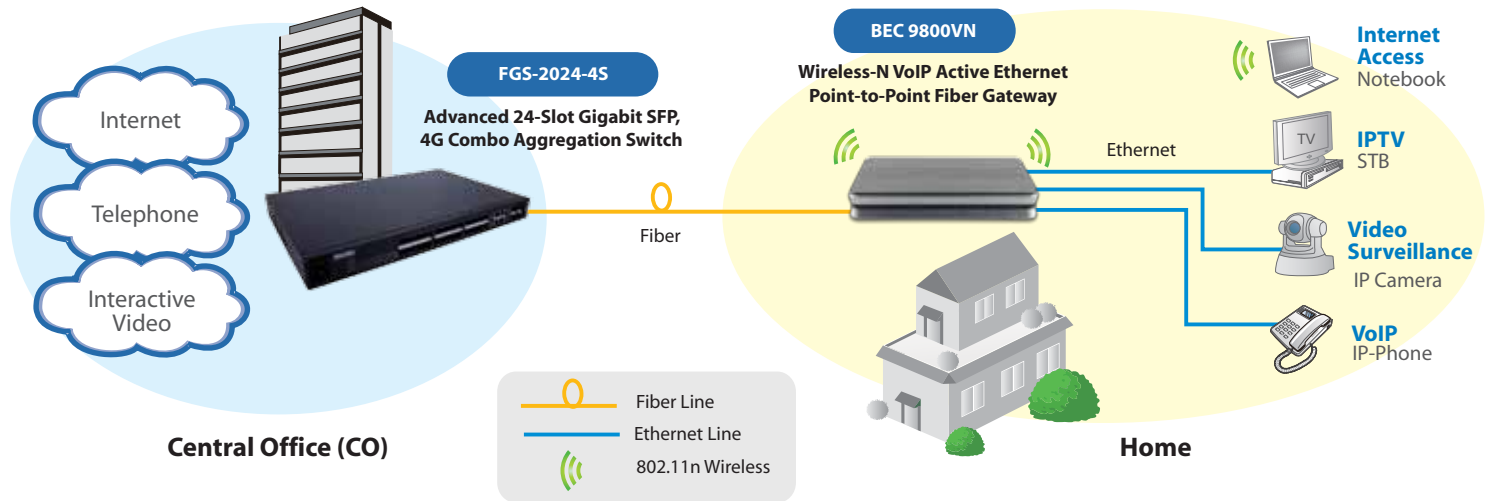 Internet
Telephone
Interactive
Video
FGS-2024-4S
Advanced 24-Slot Gigabit SFP,
4G Combo Aggregation Switch
Central Office (CO)
Fiber
BEC 9800VN
Wireless-N VoIP Active Ethernet
Point-to-Point Fiber Gateway
Ethernet
Internet
Access
Notebook
TV
IPTV
STB
Video
Surveillance
IP Camera
VoIP
IP-Phone
Home
Fiber Line
Ethernet Line
802.11n Wireless